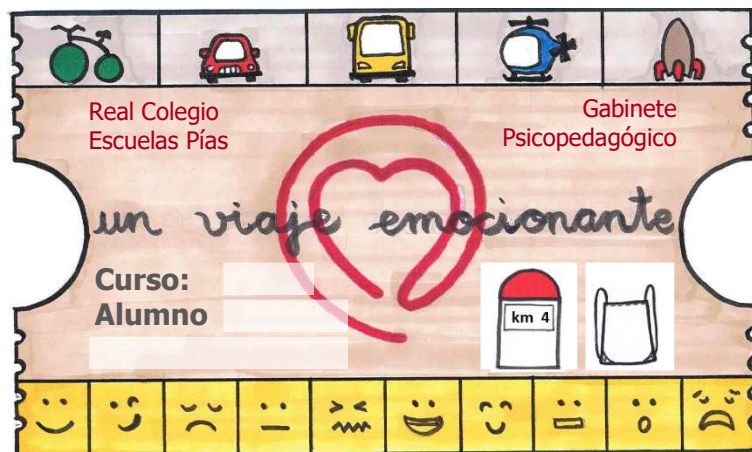 Real Colegio
Escuelas Pías
Gabinete
Psicopedagógico
un viaje emocionante
Curso:
Alumno
km 4